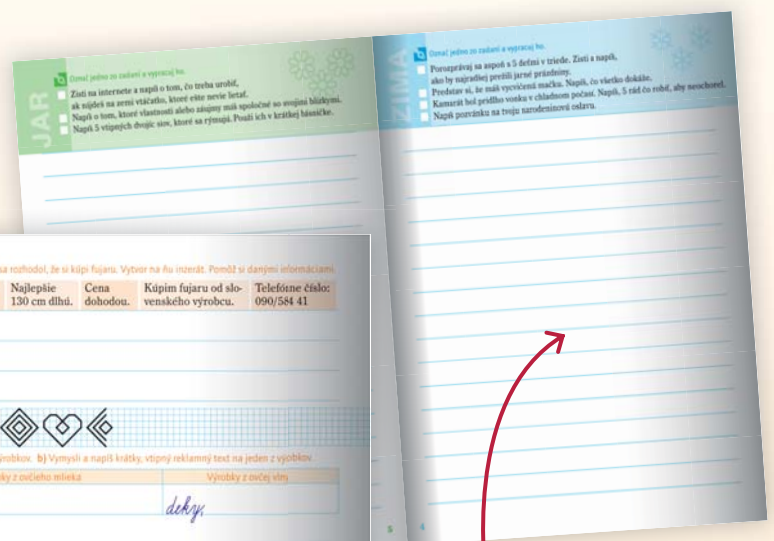 JAR
Označ jedno zo zadaní a vypracuj ho.
Zisti na internete a napíš o tom, čo treba urobiť,
ak nájdeš na zemi vtáčatko, ktoré ešte nevie lietať.
Napíš o tom, ktoré vlastnosti alebo záujmy máš spoločné so svojimi blízkymi.
Napíš 5 vtipných dvojíc slov, ktoré sa rýmujú. Použi ich v krátkej básničke.
ZIMA
Označ jedno zo zadaní a vypracuj ho.
Porozprávaj sa aspoň s 5 deťmi v triede. Zisti a napíš,
ako by najradšej prežili jarné prázdniny.
Predstav si, že máš vycvičenú mačku. Napíš, čo všetko dokáže.
Kamarát bol pridlho vonku v chladnom počasí. Napíš, 5 rád čo robiť, aby neochorel.
Napíš pozvánku na tvoju narodeninovú oslavu.
sa rozhodol, že si kúpi fujaru. Vytvor na ňu inzerát. Pomôž si danými informáciami.
Najlepšie Cena Kúpim fujaru od slo- Telefónne číslo:
130 cm dlhú. dohodou. venského výrobcu. 090/584 41
výrobkov. b) Vymysli a napíš krátky, vtipný reklamný text na jeden z výrobkov.
ky z ovčieho mlieka Výrobky z ovčej vlny
deky,
5 4